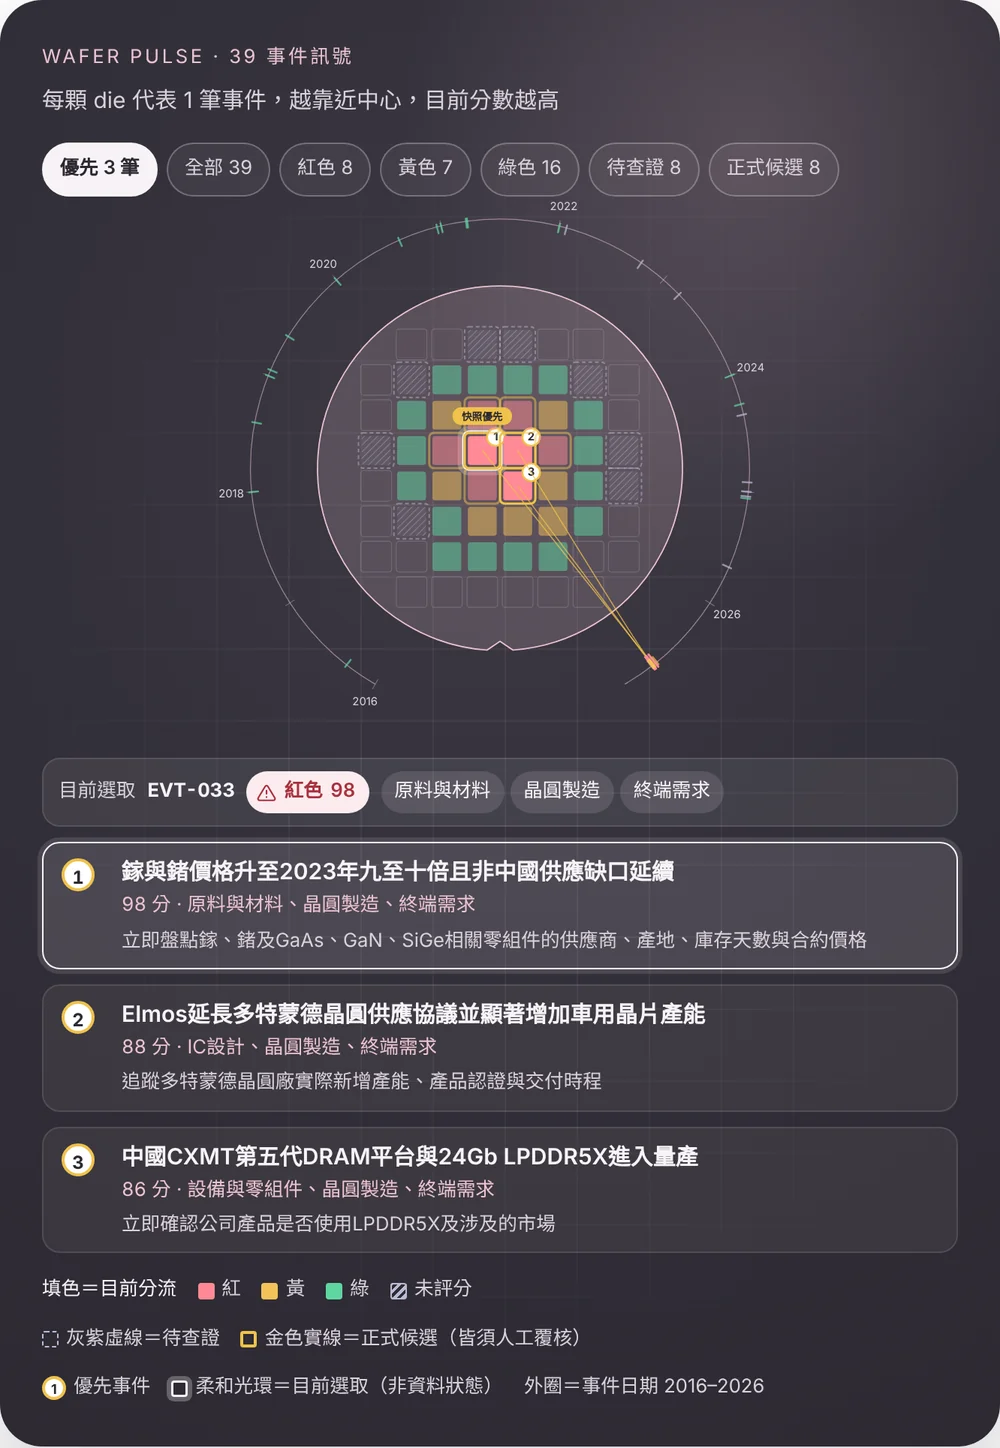 WAFER PULSE · 39 事件訊號
每顆 die 代表 1 筆事件，越靠近中心，目前分數越高
優先 3 筆
全部 39
紅色 8
黃色 7
綠色 16
待查證 8
正式候選 8
2022
2020
2024
快照優先
1
2
3
2018
2026
2016
目前選取 EVT-033 紅色 98 原料與材料 晶圓製造 終端需求
1
鎵與鍺價格升至2023年九至十倍且非中國供應缺口延續
98 分 · 原料與材料、晶圓製造、終端需求
立即盤點鎵、鍺及GaAs、GaN、SiGe相關零組件的供應商、產地、庫存天數與合約價格
2
Elmos延長多特蒙德晶圓供應協議並顯著增加車用晶片產能
88 分 · IC設計、晶圓製造、終端需求
追蹤多特蒙德晶圓廠實際新增產能、產品認證與交付時程
3
中國CXMT第五代DRAM平台與24Gb LPDDR5X進入量產
86 分 · 設備與零組件、晶圓製造、終端需求
立即確認公司產品是否使用LPDDR5X及涉及的市場
填色＝目前分流 紅 黃 綠 未評分
灰紫虛線＝待查證 金色實線＝正式候選（皆須人工覆核）
1 優先事件 柔和光環＝目前選取（非資料狀態） 外圈＝事件日期 2016–2026